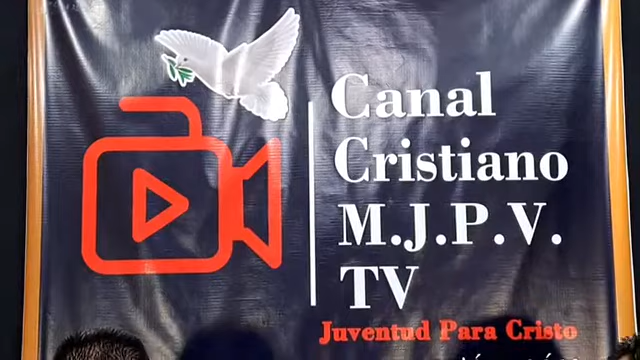 Canal
Cristiano
M.J.P.V.
TV
Juventud Para Cristo